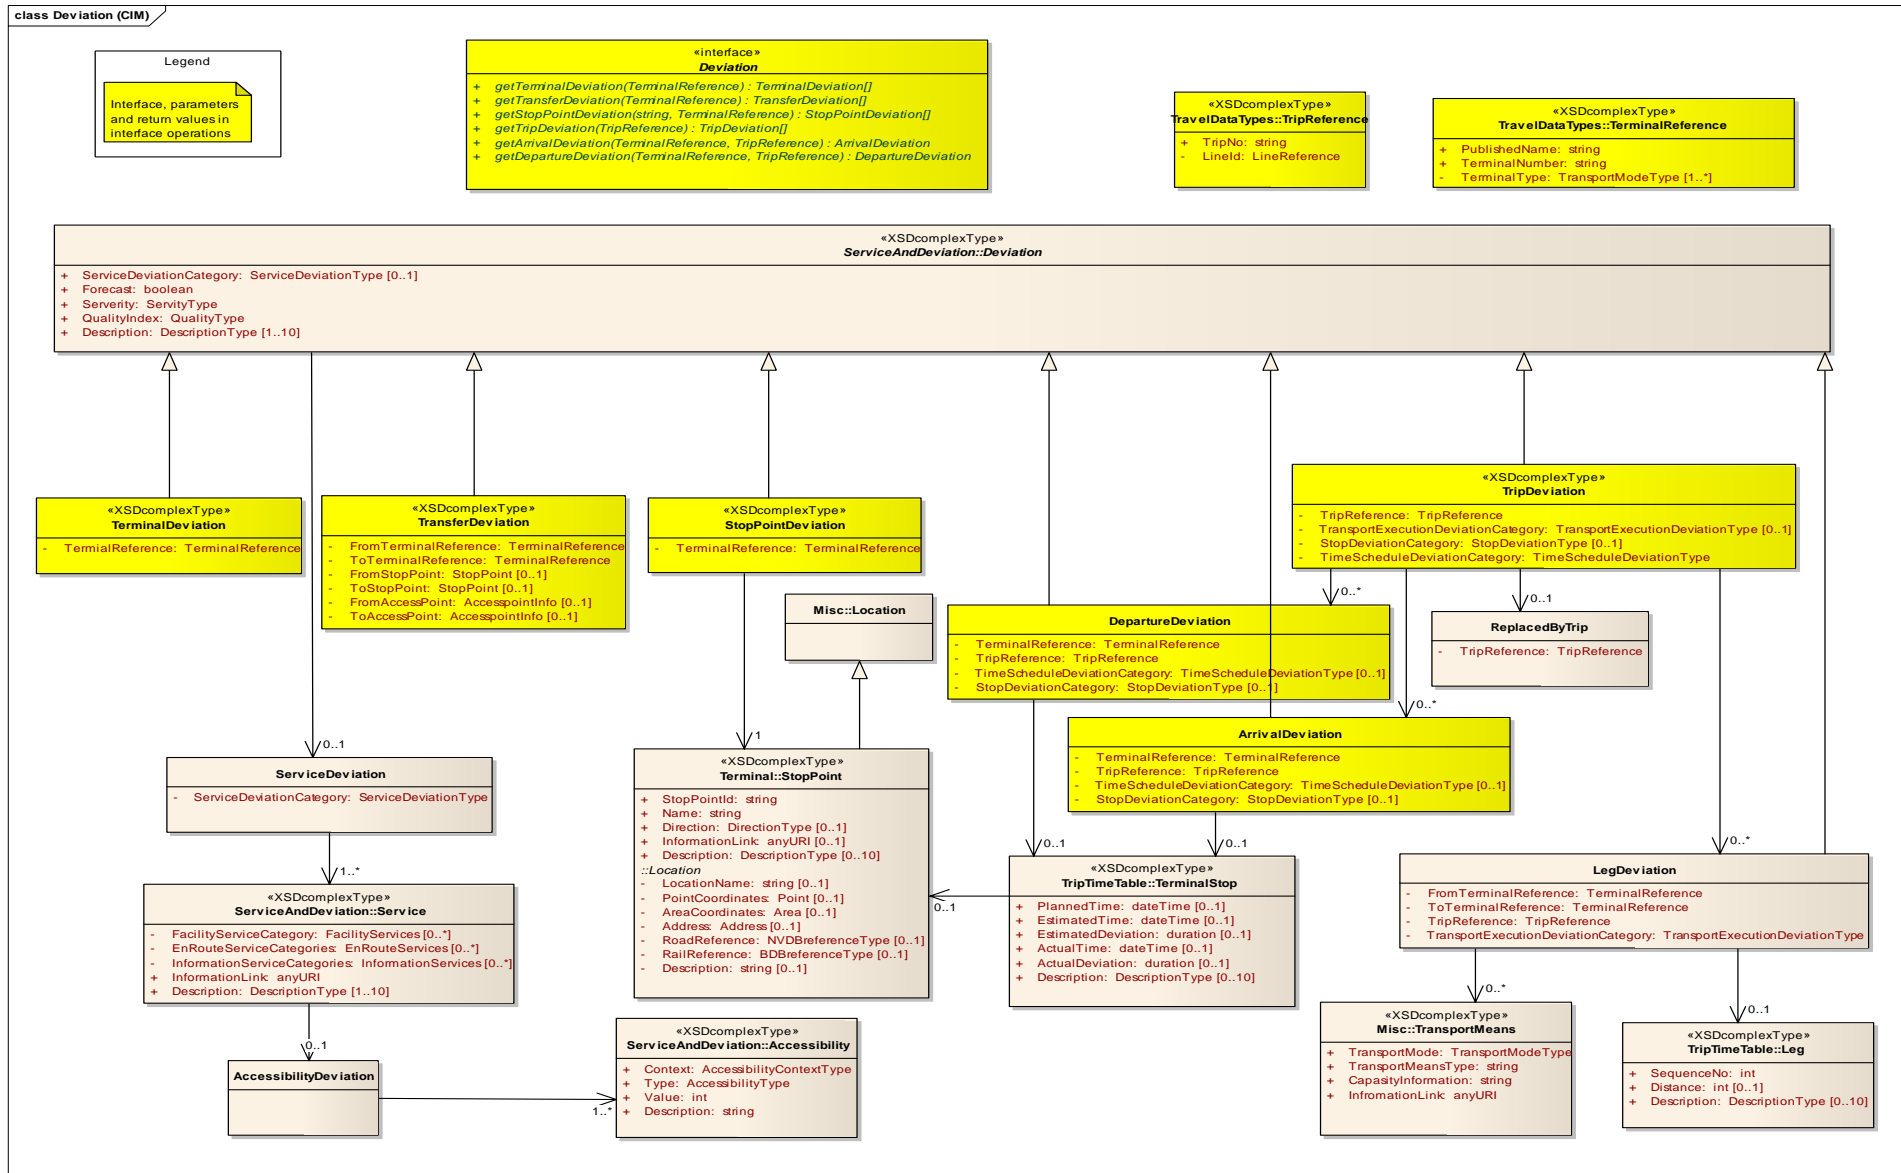 class Deviation (CIM)
Legend
Interface, parameters
and return values in
interface operations
«interface»
Deviation
+ getTerminalDeviation(TerminalReference) : TerminalDeviation[]
+ getTransferDeviation(TerminalReference) : TransferDeviation[]
+ getStopPointDeviation(string, TerminalReference) : StopPointDeviation[]
+ getTripDeviation(TripReference) : TripDeviation[]
+ getArrivalDeviation(TerminalReference, TripReference) : ArrivalDeviation
+ getDepartureDeviation(TerminalReference, TripReference) : DepartureDeviation
«XSDcomplexType»
TravelDataTypes::TripReference
+ TripNo: string
- LineId: LineReference
«XSDcomplexType»
TravelDataTypes::TerminalReference
+ PublishedName: string
+ TerminalNumber: string
- TerminalType: TransportModeType [1..*]
«XSDcomplexType»
ServiceAndDeviation::Deviation
+ ServiceDeviationCategory: ServiceDeviationType [0..1]
+ Forecast: boolean
+ Serverity: ServityType
+ QualityIndex: QualityType
+ Description: DescriptionType [1..10]
«XSDcomplexType»
TerminalDeviation
- TermialReference: TerminalReference
«XSDcomplexType»
TransferDeviation
- FromTerminalReference: TerminalReference
- ToTerminalReference: TerminalReference
- FromStopPoint: StopPoint [0..1]
- ToStopPoint: StopPoint [0..1]
- FromAccessPoint: AccesspointInfo [0..1]
- ToAccessPoint: AccesspointInfo [0..1]
«XSDcomplexType»
StopPointDeviation
- TerminalReference: TerminalReference
«XSDcomplexType»
TripDeviation
- TripReference: TripReference
- TransportExecutionDeviationCategory: TransportExecutionDeviationType [0..1]
- StopDeviationCategory: StopDeviationType [0..1]
- TimeScheduleDeviationCategory: TimeScheduleDeviationType
Misc::Location
0..*
0..1
DepartureDeviation
- TerminalReference: TerminalReference
- TripReference: TripReference
- TimeScheduleDeviationCategory: TimeScheduleDeviationType [0..1]
- StopDeviationCategory: StopDeviationType [0..1]
ReplacedByTrip
- TripReference: TripReference
0..*
ArrivalDeviation
- TerminalReference: TerminalReference
- TripReference: TripReference
- TimeScheduleDeviationCategory: TimeScheduleDeviationType [0..1]
- StopDeviationCategory: StopDeviationType [0..1]
0..1
ServiceDeviation
- ServiceDeviationCategory: ServiceDeviationType
1
«XSDcomplexType»
Terminal::StopPoint
+ StopPointId: string
+ Name: string
+ Direction: DirectionType [0..1]
+ InformationLink: anyURI [0..1]
+ Description: DescriptionType [0..10]
::Location
- LocationName: string [0..1]
- PointCoordinates: Point [0..1]
- AreaCoordinates: Area [0..1]
- Address: Address [0..1]
- RoadReference: NVDBreferenceType [0..1]
- RailReference: BDBreferenceType [0..1]
- Description: string [0..1]
0..1
0..1
0..1
«XSDcomplexType»
TripTimeTable::TerminalStop
+ PlannedTime: dateTime [0..1]
+ EstimatedTime: dateTime [0..1]
+ EstimatedDeviation: duration [0..1]
+ ActualTime: dateTime [0..1]
+ ActualDeviation: duration [0..1]
+ Description: DescriptionType [0..10]
0..*
LegDeviation
- FromTerminalReference: TerminalReference
- ToTerminalReference: TerminalReference
- TripReference: TripReference
- TransportExecutionDeviationCategory: TransportExecutionDeviationType
1..*
«XSDcomplexType»
ServiceAndDeviation::Service
- FacilityServiceCategory: FacilityServices [0..*]
- EnRouteServiceCategories: EnRouteServices [0..*]
- InformationServiceCategories: InformationServices [0..*]
+ InformationLink: anyURI
+ Description: DescriptionType [1..10]
0..1
AccessibilityDeviation
1..*
«XSDcomplexType»
ServiceAndDeviation::Accessibility
+ Context: AccessibilityContextType
+ Type: AccessibilityType
+ Value: int
+ Description: string
0..*
«XSDcomplexType»
Misc::TransportMeans
+ TransportMode: TransportModeType
+ TransportMeansType: string
+ CapasityInformation: string
+ InfromationLink: anyURI
0..1
«XSDcomplexType»
TripTimeTable::Leg
+ SequenceNo: int
+ Distance: int [0..1]
+ Description: DescriptionType [0..10]